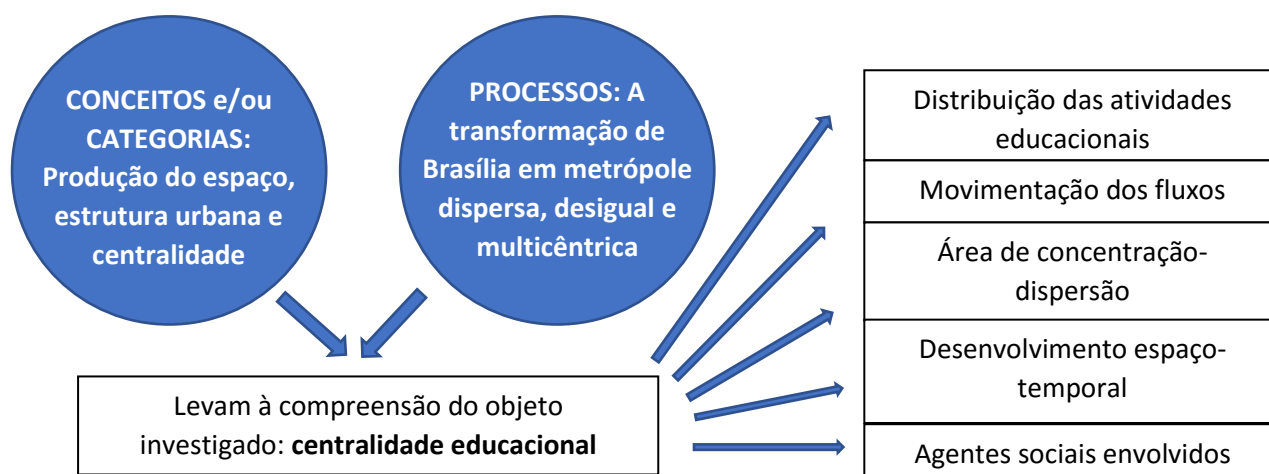 CONCEITOS e/ou
CATEGORIAS:
Produção do espaço,
estrutura urbana e
centralidade
PROCESSOS: A
transformação de
Brasília em metrópole
dispersa, desigual e
multicêntrica
Levam à compreensão do objeto
investigado: centralidade educacional
Distribuição das atividades
educacionais
Movimentação dos fluxos
Área de concentração-
dispersão
Desenvolvimento espaço-
temporal
Agentes sociais envolvidos